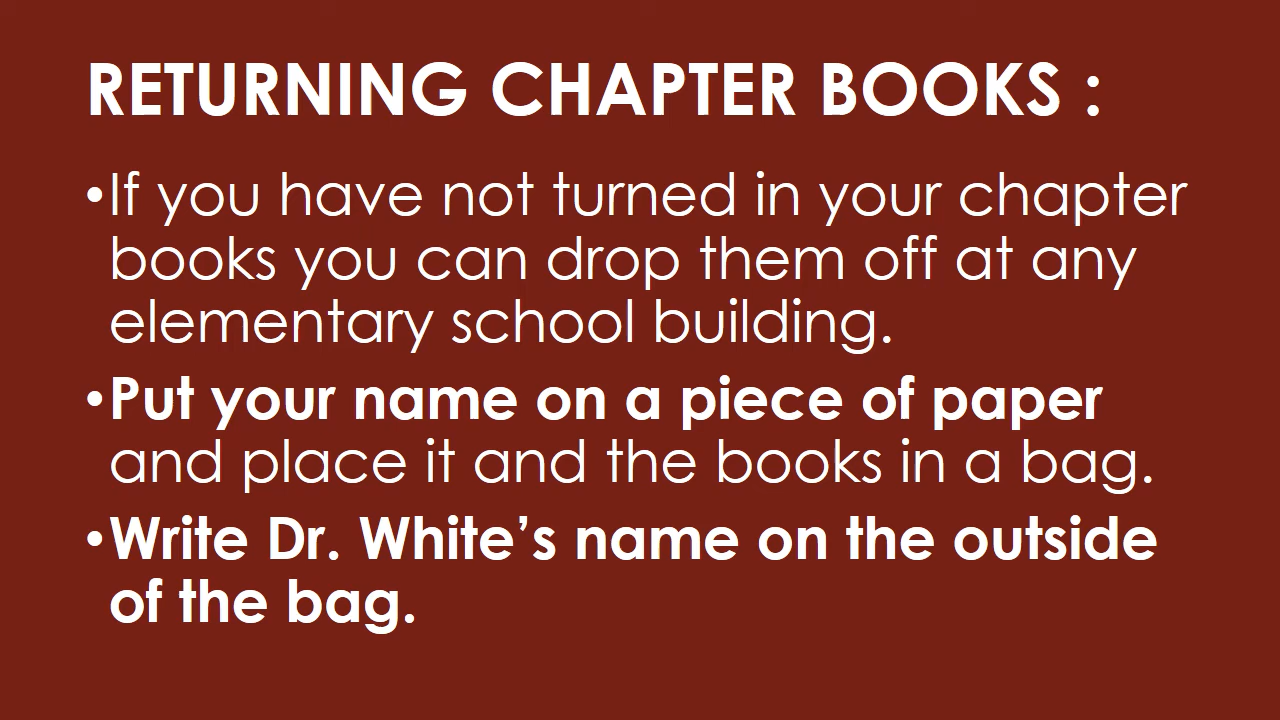 RETURNING CHAPTER BOOKS :
•If you have not turned in your chapter
books you can drop them off at any
elementary school building.
•Put your name on a piece of paper
and place it and the books in a bag.
•Write Dr. White’s name on the outside
of the bag.